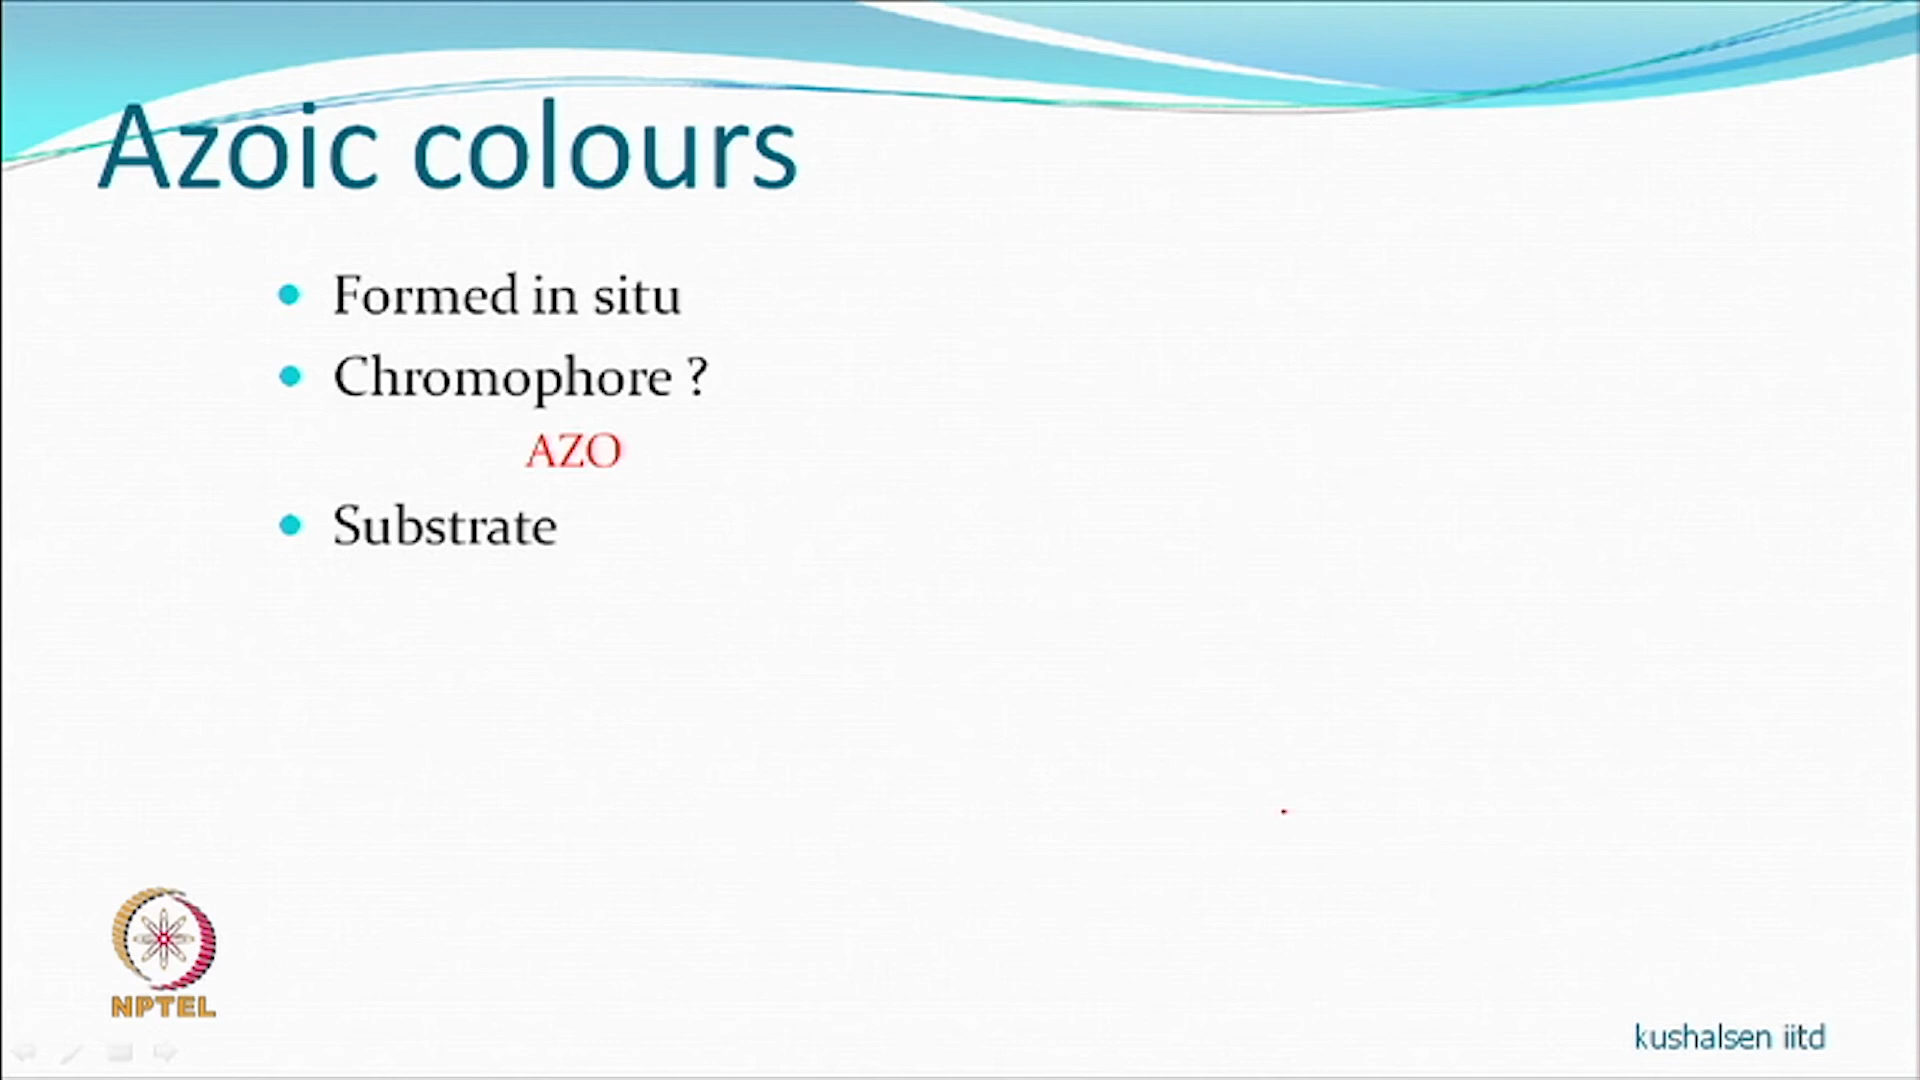 Azoic colours
Formed in situ
Chromophore ?
AZO
Substrate
NPTEL
kushalsen iitd